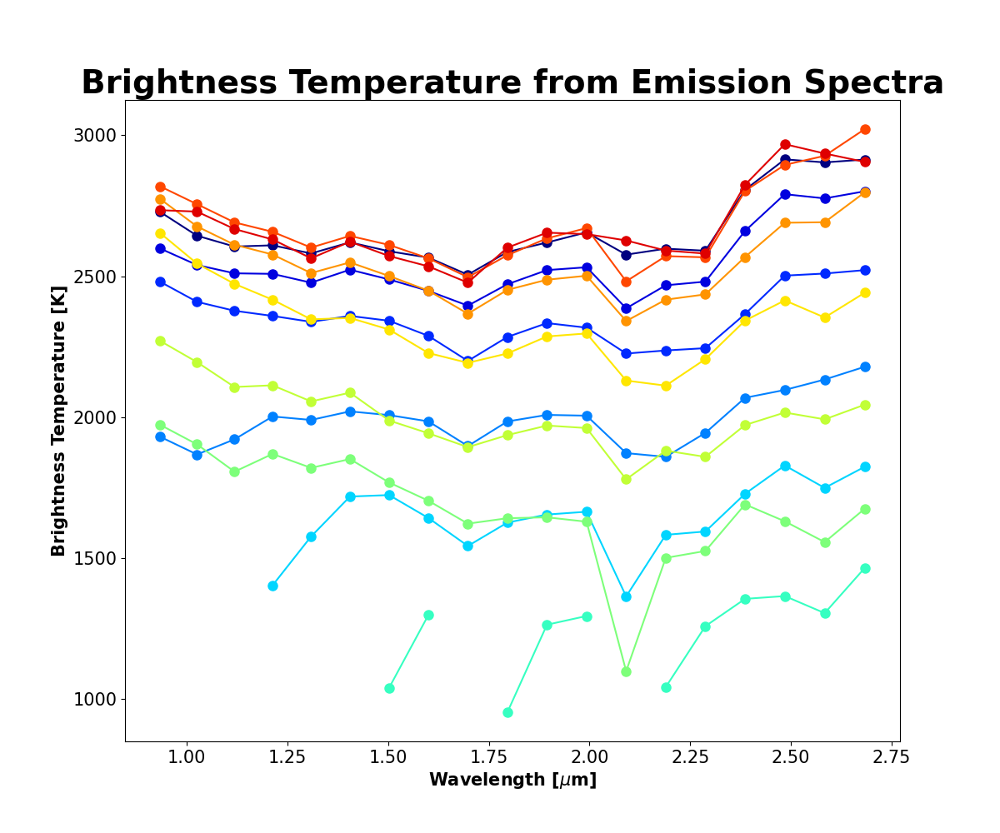 Brightness Temperature from Emission Spectra
3000
2500
2000
1500
1000
Brightness Temperature [K]
1.00 1.25 1.50 1.75 2.00 2.25 2.50 2.75
Wavelength [μm]